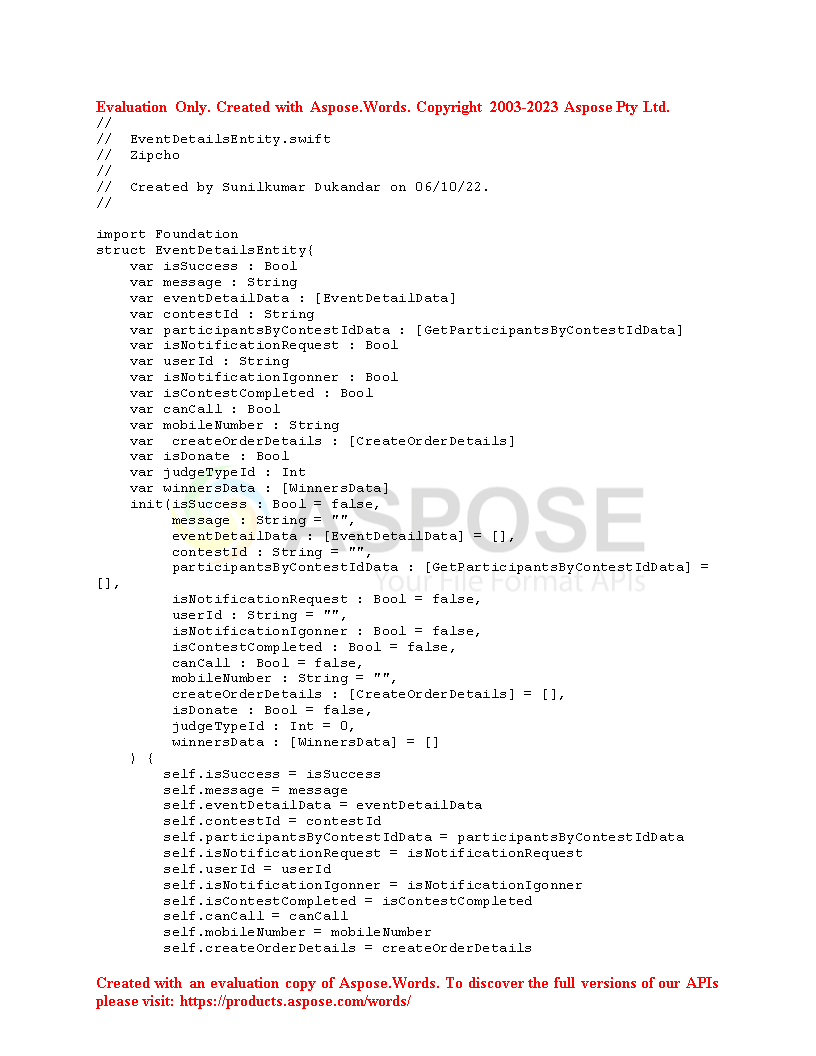 Evaluation Only. Created with Aspose.Words. Copyright 2003-2023 Aspose Pty Ltd.
//
//  EventDetailsEntity.swift
//  Zipcho
//
//  Created by Sunilkumar Dukandar on 06/10/22.
//
import Foundation
struct EventDetailsEntity{
    var isSuccess : Bool
    var message : String
    var eventDetailData : [EventDetailData]
    var contestId : String
    var participantsByContestIdData : [GetParticipantsByContestIdData]
    var isNotificationRequest : Bool
    var userId : String
    var isNotificationIgonner : Bool
    var isContestCompleted : Bool
    var canCall : Bool
    var mobileNumber : String
    var  createOrderDetails : [CreateOrderDetails]
    var isDonate : Bool
    var judgeTypeId : Int
    var winnersData : [WinnersData]
    init(isSuccess : Bool = false,
         message : String = "",
         eventDetailData : [EventDetailData] = [],
         contestId : String = "",
         participantsByContestIdData : [GetParticipantsByContestIdData] =
[],
         isNotificationRequest : Bool = false,
         userId : String = "",
         isNotificationIgonner : Bool = false,
         isContestCompleted : Bool = false,
         canCall : Bool = false,
         mobileNumber : String = "",
         createOrderDetails : [CreateOrderDetails] = [],
         isDonate : Bool = false,
         judgeTypeId : Int = 0,
         winnersData : [WinnersData] = []
    ) {
        self.isSuccess = isSuccess
        self.message = message
        self.eventDetailData = eventDetailData
        self.contestId = contestId
        self.participantsByContestIdData = participantsByContestIdData
        self.isNotificationRequest = isNotificationRequest
        self.userId = userId
        self.isNotificationIgonner = isNotificationIgonner
        self.isContestCompleted = isContestCompleted
        self.canCall = canCall
        self.mobileNumber = mobileNumber
        self.createOrderDetails = createOrderDetails
ASPOSE
Your File Format APIs
Created with an evaluation copy of Aspose.Words. To discover the full versions of our APIs
please visit: https://products.aspose.com/words/